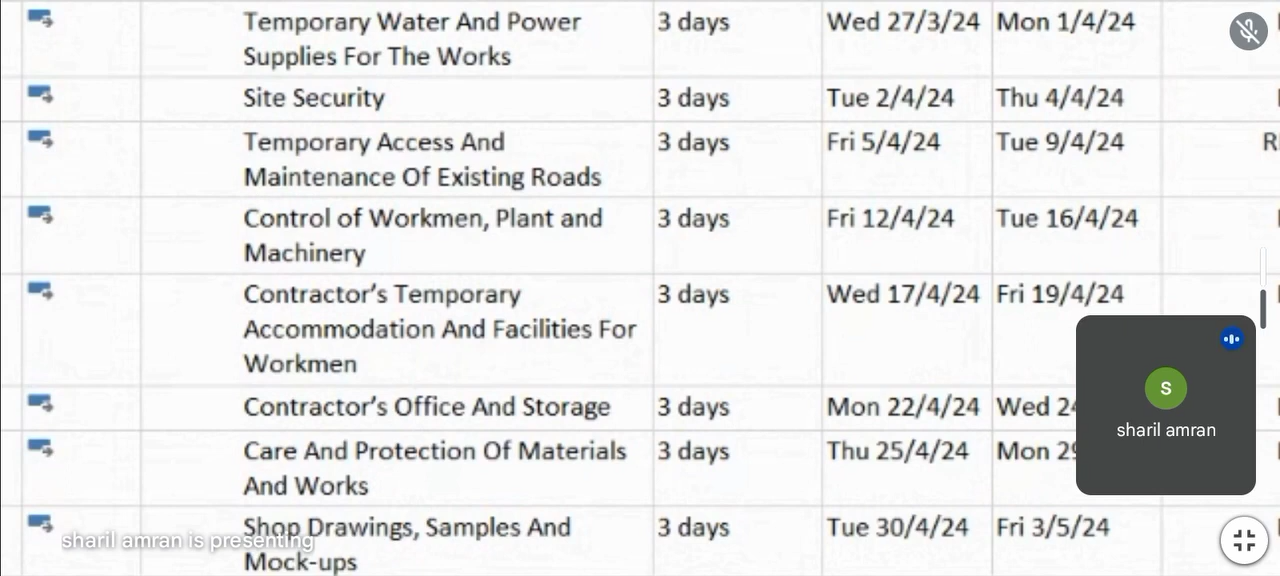 Temporary Water And Power 3 days Wed 27/3/24 Mon 1/4/24
Supplies For The Works
Site Security 3 days Tue 2/4/24 Thu 4/4/24
Temporary Access And 3 days Fri 5/4/24 Tue 9/4/24
Maintenance Of Existing Roads
Control of Workmen, Plant and 3 days Fri 12/4/24 Tue 16/4/24
Machinery
Contractor's Temporary 3 days Wed 17/4/24 Fri 19/4/24
Accommodation And Facilities For
Workmen
Contractor's Office And Storage 3 days Mon 22/4/24 Wed
Care And Protection Of Materials 3 days Thu 25/4/24 Mon
And Works
Shop Drawings, Samples And 3 days Tue 30/4/24 Fri 3/5/24
Mock-ups
S
sharil amran
sharil amran is presenting